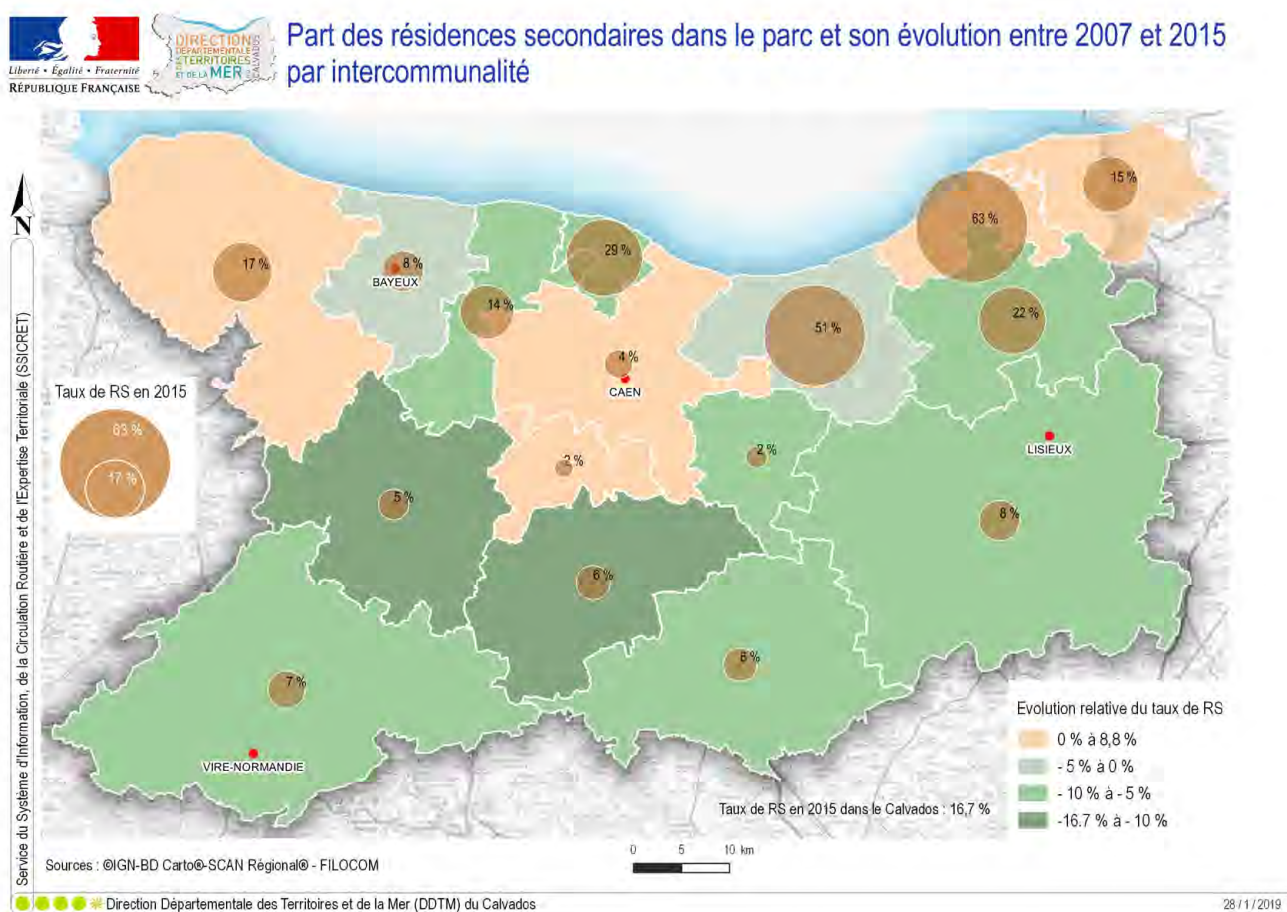 Liberté • Égalité • Fraternité
RÉPUBLIQUE FRANÇAISE
DIRECTION
DÉPARTEMENTALE
DES TERRITOIRES
ET DE LA MER
CALVADOS
Part des résidences secondaires dans le parc et son évolution entre 2007 et 2015
par intercommunalité
N
15 %
63 %
29 %
17 %
8 %
BAYEUX
14 %
22 %
51 %
4 %
CAEN
Taux de RS en 2015
63 %
17 %
LISIEUX
2 %
2 %
5 %
8 %
6 %
6 %
7 %
VIRE-NORMANDIE
Evolution relative du taux de RS
0 % à 8,8 %
- 5 % à 0 %
- 10 % à - 5 %
-16.7 % à - 10 %
Taux de RS en 2015 dans le Calvados : 16,7 %
0 5 10 km
Sources : ©IGN-BD Carto®-SCAN Régional® - FILOCOM
Service du Système d'Information, de la Circulation Routière et de l'Expertise Territoriale (SSICRET)
Direction Départementale des Territoires et de la Mer (DDTM) du Calvados
28 / 1 / 2019